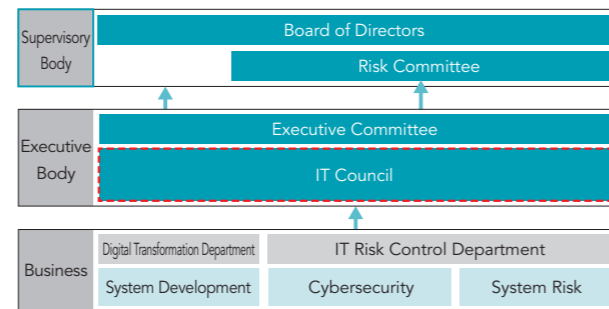 Supervisory
Body
Board of Directors
Risk Committee
Executive
Body
Executive Committee
IT Council
Business
Digital Transformation Department
IT Risk Control Department
System Development
Cybersecurity
System Risk